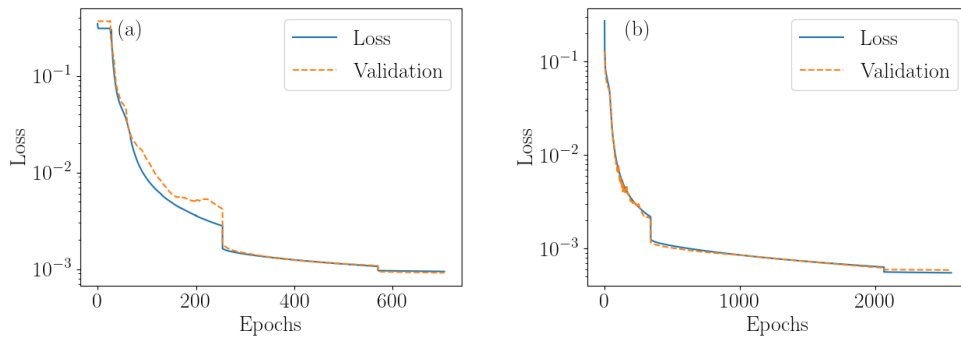 (a)
Loss
Validation
10⁻¹
10⁻²
10⁻³
Loss
0
200
400
600
Epochs
(b)
Loss
Validation
10⁻¹
10⁻²
10⁻³
Loss
0
1000
2000
Epochs